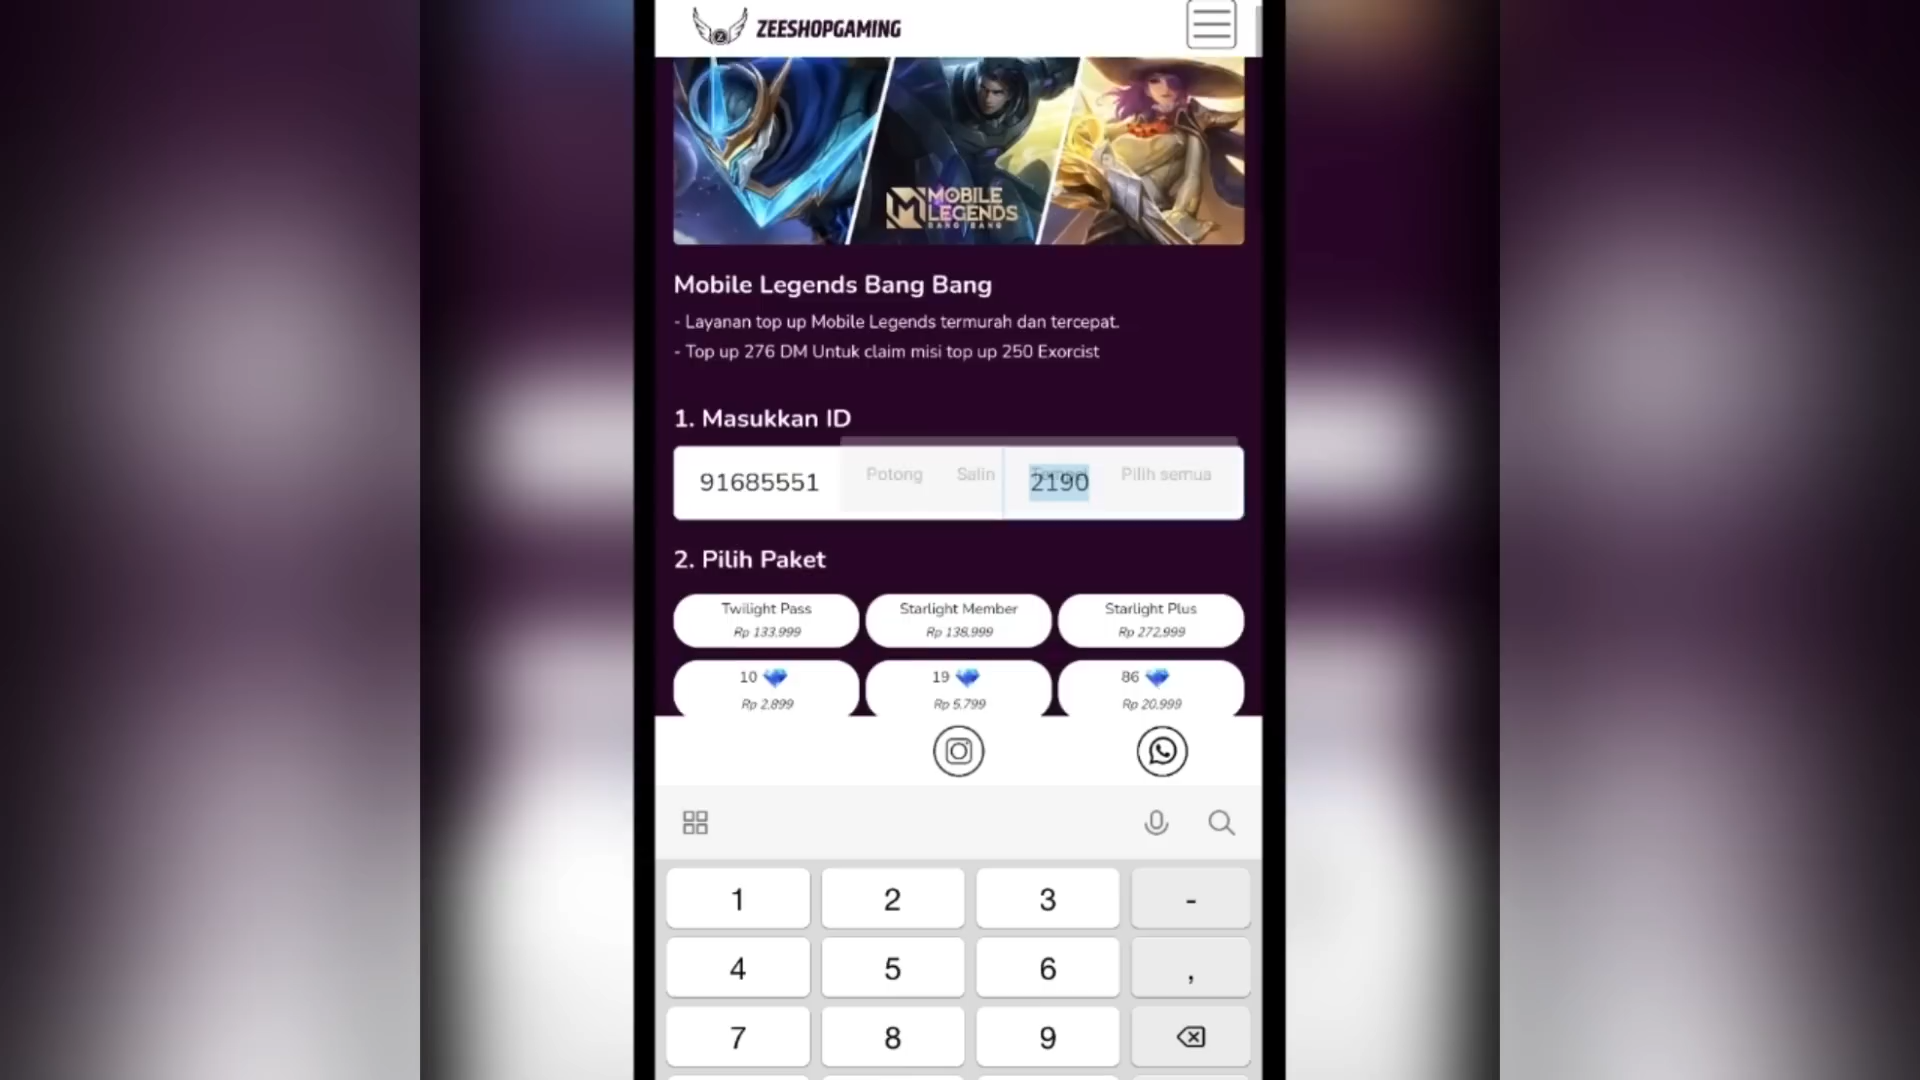 ZEESHOPGAMING
MOBILE
LEGENDS
BANG BANG
Mobile Legends Bang Bang
- Layanan top up Mobile Legends termurah dan tercepat.
- Top up 276 DM Untuk claim misi top up 250 Exorcist
1. Masukkan ID
91685551 Potong Salin 2190 Pilih semua
2. Pilih Paket
Twilight Pass Starlight Member Starlight Plus
Rp 133.999 Rp 138.999 Rp 272.999
10 19 86
Rp 2.899 Rp 5.799 Rp 20.999
1 2 3 -
4 5 6 ,
7 8 9